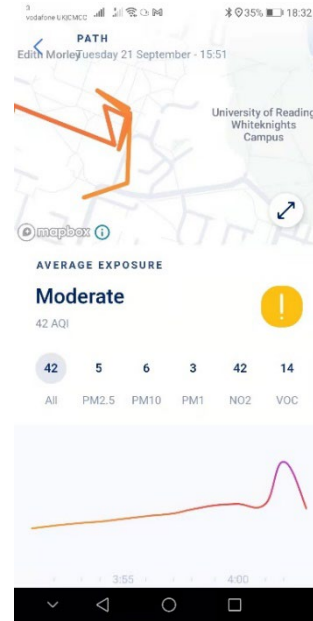 vodafone UKICMCC 35% 18:32
PATH
Edith Morley Tuesday 21 September - 15:51
University of Reading
Whiteknights
Campus
mapbox
AVERAGE EXPOSURE
Moderate
42 AQI
42 5 6 3 42 14
All PM2.5 PM10 PM1 NO2 VOC
3:55 4:00